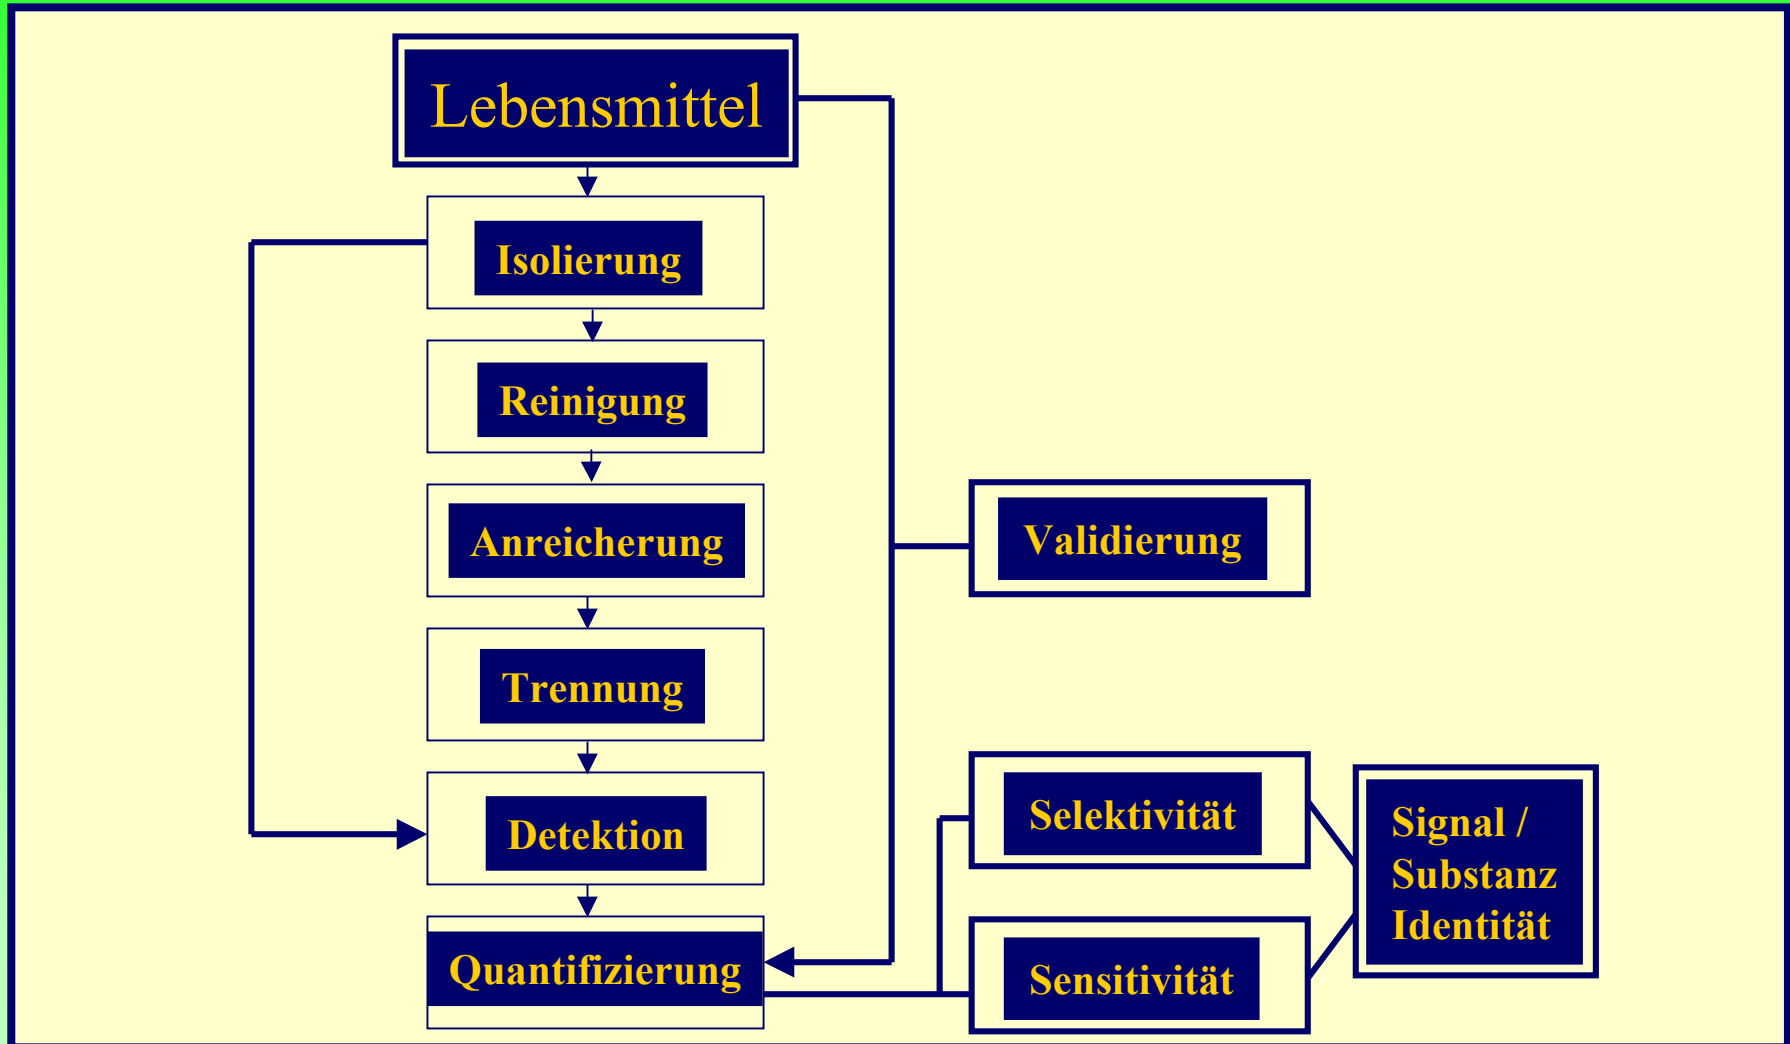 Lebensmittel
Isolierung
Reinigung
Anreicherung
Validierung
Trennung
Detektion
Selektivität
Signal /
Substanz
Identität
Quantifizierung
Sensitivität